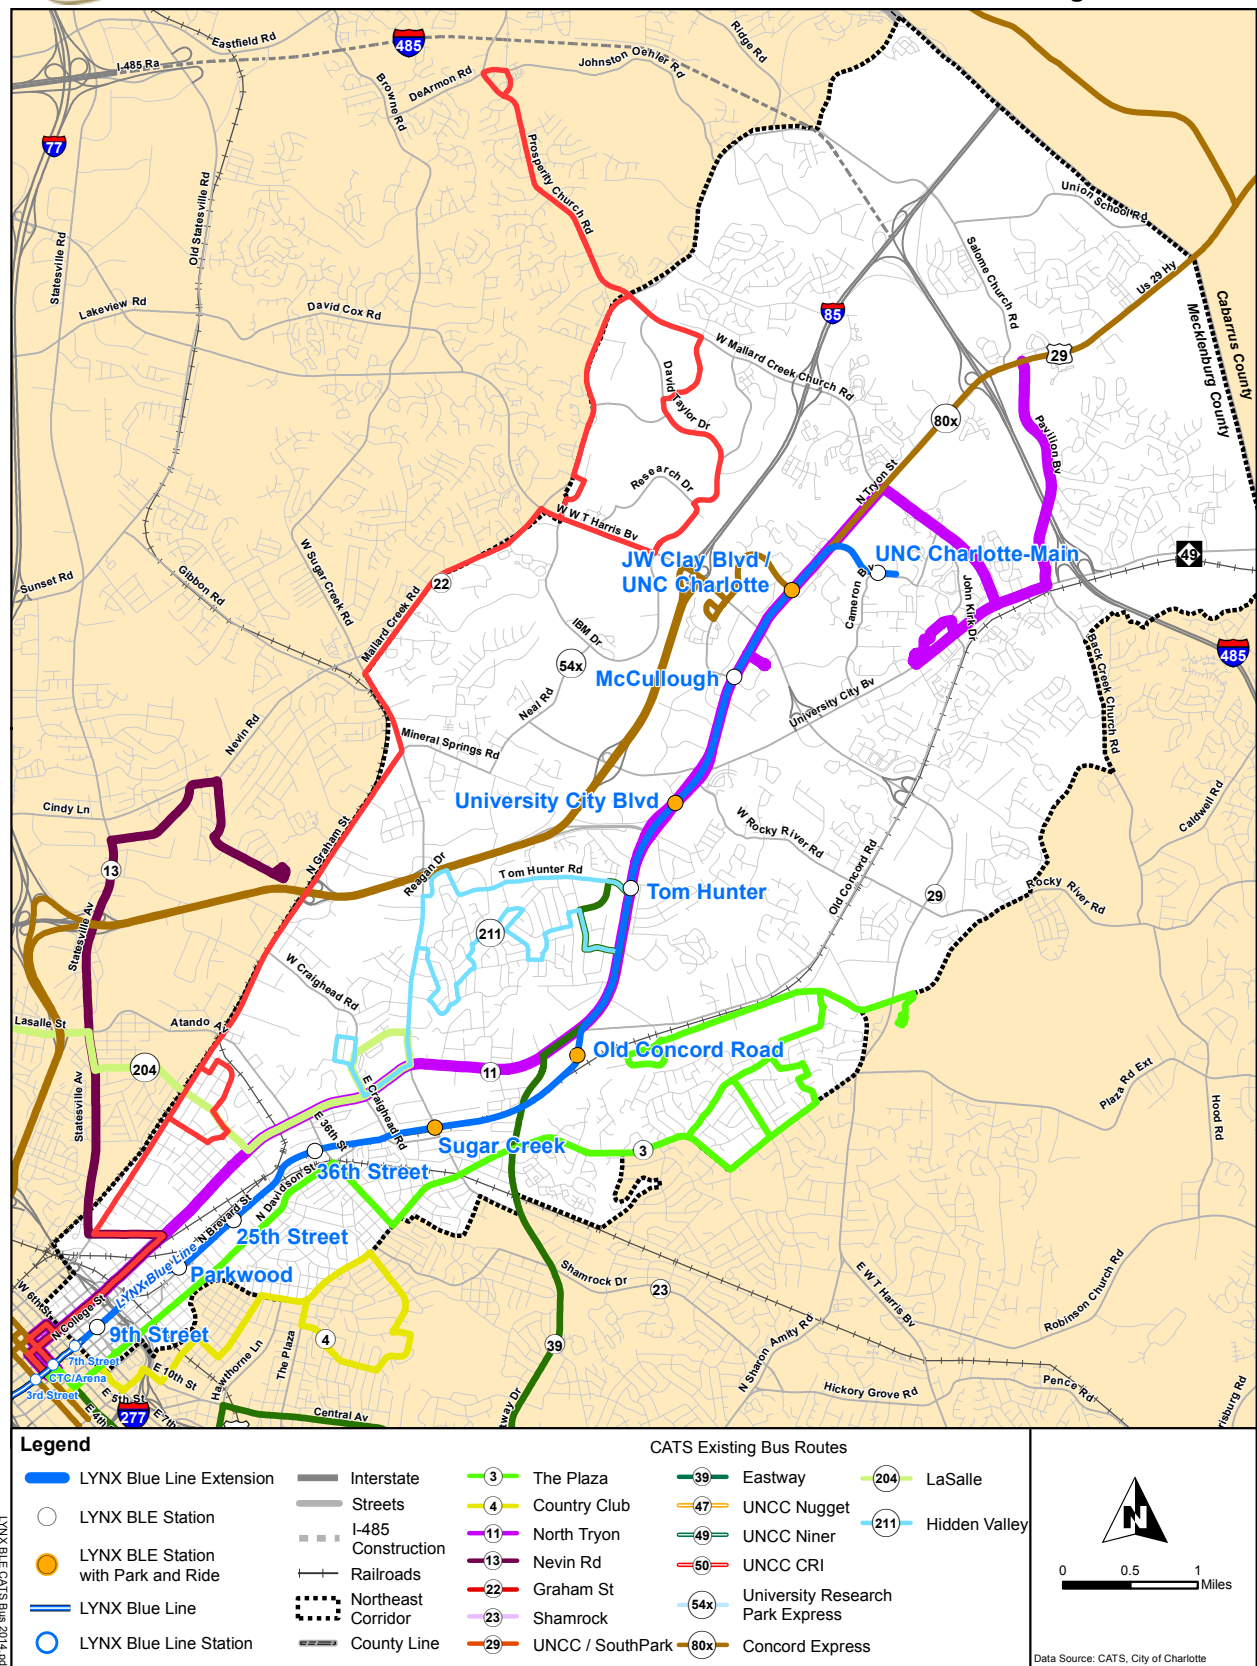 Eastfield Rd
485
Ridge Rd
I-485 Ra
Johnston Oehler Rd
DeArmon Rd
Browne Rd
77
Prosperity Church Rd
Old Statesville Rd
Union School Rd
Statesville Rd
Salome Church Rd
Us 29 Hy
Lakeview Rd
David Cox Rd
85
Cabarrus County
Mecklenburg County
W Mallard Creek Church Rd
29
David Taylor Dr
80x
Pavilion Bv
Research Dr
N Tryon St
W W T Harris Bv
JW Clay Blvd /
UNC Charlotte
UNC Charlotte-Main
49
W Sugar Creek Rd
Sunset Rd
Gibbon Rd
22
Mallard Creek Rd
Cameron Bv
John Kirk Dr
IBM Dr
54x
McCullough
Back Creek Church Rd
485
Neal Rd
University City Bv
Nevin Rd
Mineral Springs Rd
University City Blvd
Cindy Ln
W Rocky River Rd
Caldwell Rd
N Graham St
Reagan Dr
Tom Hunter Rd
Tom Hunter
Old Concord Rd
13
29
Rocky River Rd
211
Statesville Av
W Craighead Rd
Lasalle St
Atando Av
Old Concord Road
204
11
Statesville Av
E Craighead Rd
Plaza Rd Ext
Hood Rd
E 36th St
Sugar Creek
3
36th Street
N Davidson St
N Brevard St
25th Street
LYNX Blue Line
Parkwood
Shamrock Dr
23
E W T Harris Bv
Robinson Church Rd
W 6th St
N College St
9th Street
4
39
7th Street
CTC/Arena
3rd Street
E 10th St
Hawthorne Ln
The Plaza
N Sharon Amity Rd
Hickory Grove Rd
Pence Rd
E 5th St
E 4th
277
E 7th
Central Av
tway Dr
risburg Rd
Legend
LYNX Blue Line Extension
LYNX BLE Station
LYNX BLE Station
with Park and Ride
LYNX Blue Line
LYNX Blue Line Station
Interstate
Streets
I-485
Construction
Railroads
Northeast
Corridor
County Line
CATS Existing Bus Routes
3 The Plaza
4 Country Club
11 North Tryon
13 Nevin Rd
22 Graham St
23 Shamrock
29 UNCC / SouthPark
39 Eastway
47 UNCC Nugget
49 UNCC Niner
50 UNCC CRI
54x University Research
Park Express
80x Concord Express
204 LaSalle
211 Hidden Valley
N
0 0.5 1
Miles
Data Source: CATS, City of Charlotte
LYNX BLE CATS Bus 2014.pd